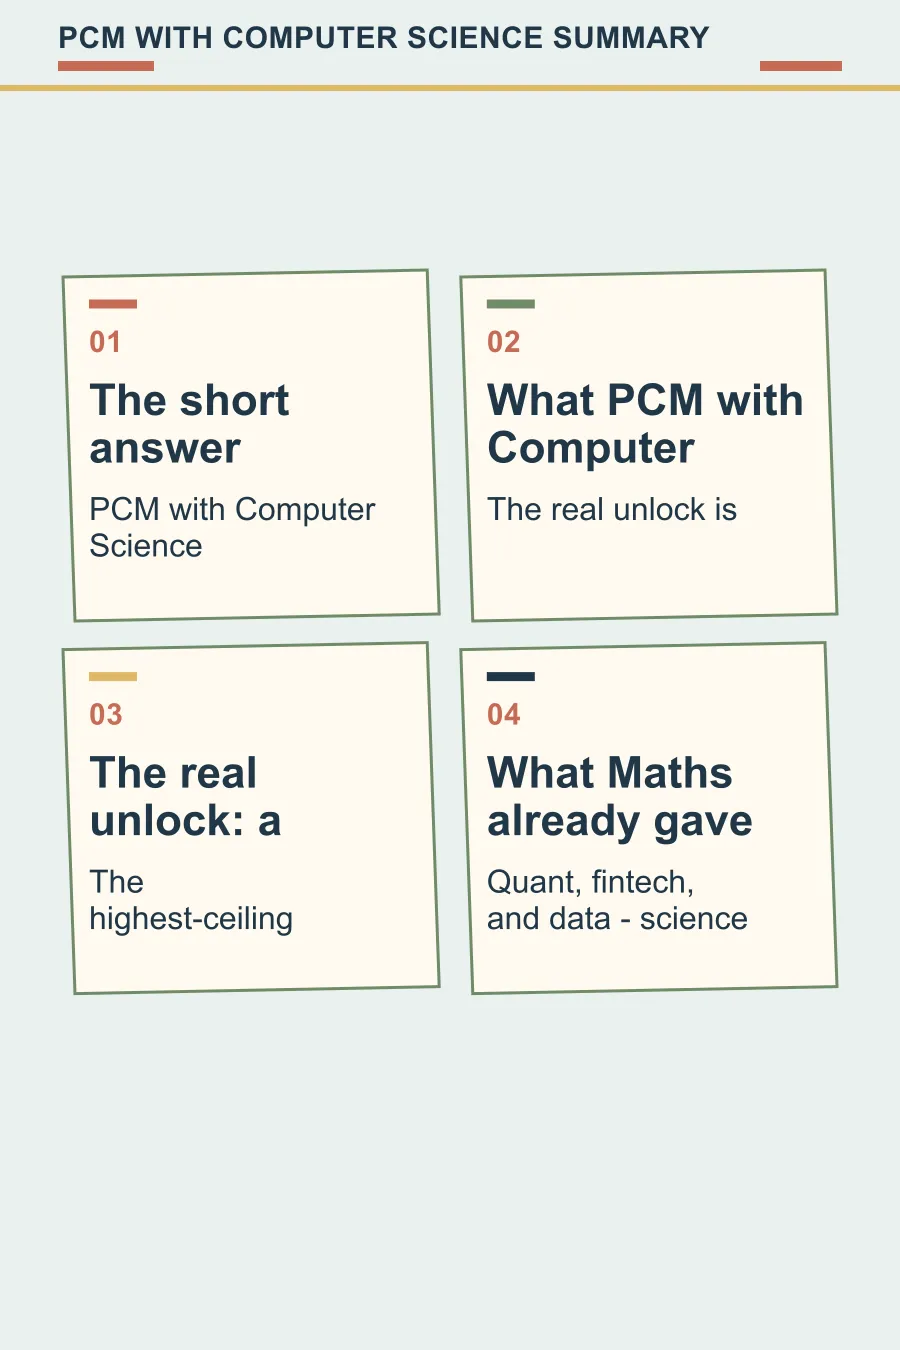 PCM WITH COMPUTER SCIENCE SUMMARY
01
The short
answer
PCM with Computer
Science
02
What PCM with
Computer
The real unlock is
03
The real
unlock: a
The
highest-ceiling
04
What Maths
already gave
Quant, fintech,
and data - science